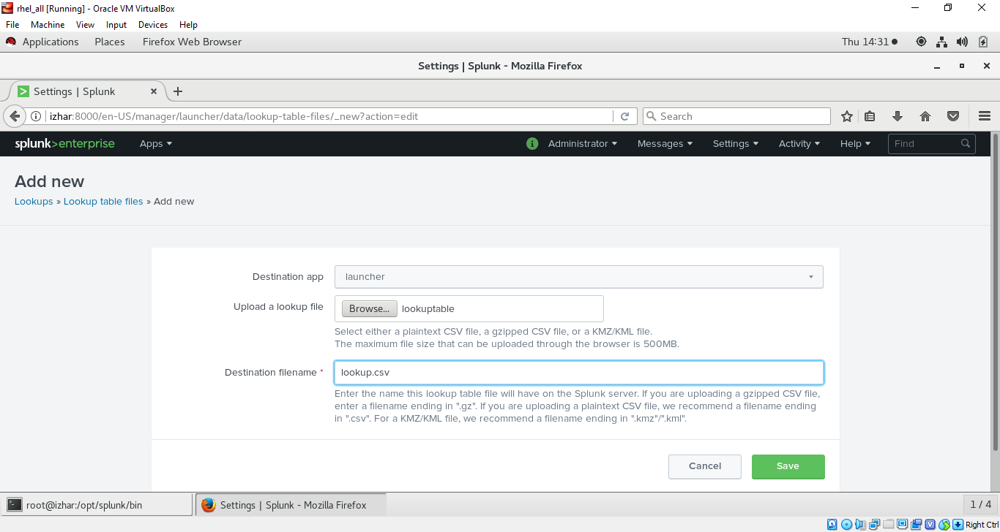 rhel_all [Running] - Oracle VM VirtualBox
File Machine View Input Devices Help
Applications Places Firefox Web Browser Thu 14:31
Settings | Splunk - Mozilla Firefox
Settings | Splunk
izhar:8000/en-US/manager/launcher/data/lookup-table-files/_new?action=edit Search
splunk>enterprise Apps Administrator Messages Settings Activity Help Find
Add new
Lookups » Lookup table files » Add new
Destination app launcher
Upload a lookup file Browse... lookuptable
Select either a plaintext CSV file, a gzipped CSV file, or a KMZ/KML file.
The maximum file size that can be uploaded through the browser is 500MB.
Destination filename * lookup.csv
Enter the name this lookup table file will have on the Splunk server. If you are uploading a gzipped CSV file,
enter a filename ending in ".gz". If you are uploading a plaintext CSV file, we recommend a filename ending
in ".csv". For a KMZ/KML file, we recommend a filename ending in ".kmz"/".kml".
Cancel Save
root@izhar:/opt/splunk/bin Settings | Splunk - Mozilla Firefox 1 / 4
Right Ctrl